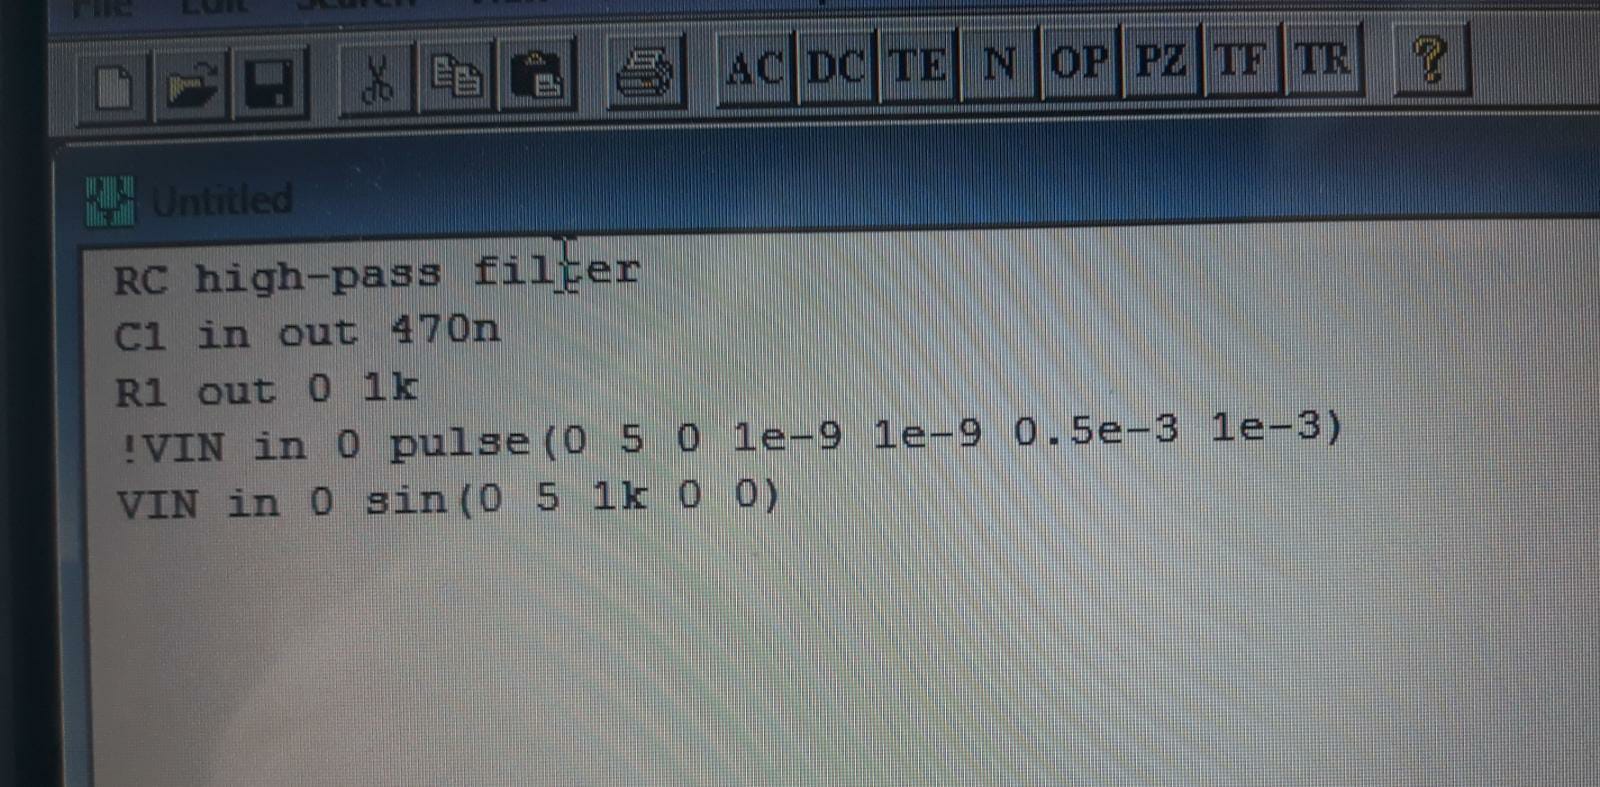 File Edit Search
AC DC TE N OP PZ TF TR ?
Untitled
RC high-pass filter
C1 in out 470n
R1 out 0 1k
!VIN in 0 pulse(0 5 0 1e-9 1e-9 0.5e-3 1e-3)
VIN in 0 sin(0 5 1k 0 0)